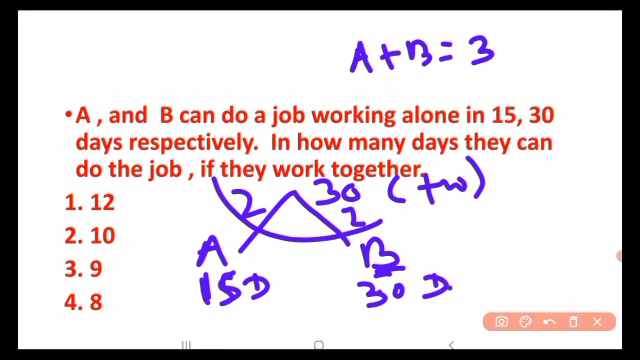 A+B=3
•A , and B can do a job working alone in 15, 30
days respectively. In how many days they can
do the job , if they work together.
1. 12
2. 10
3. 9
4. 8
30 (tw)
2 2
A B
15D 30 D